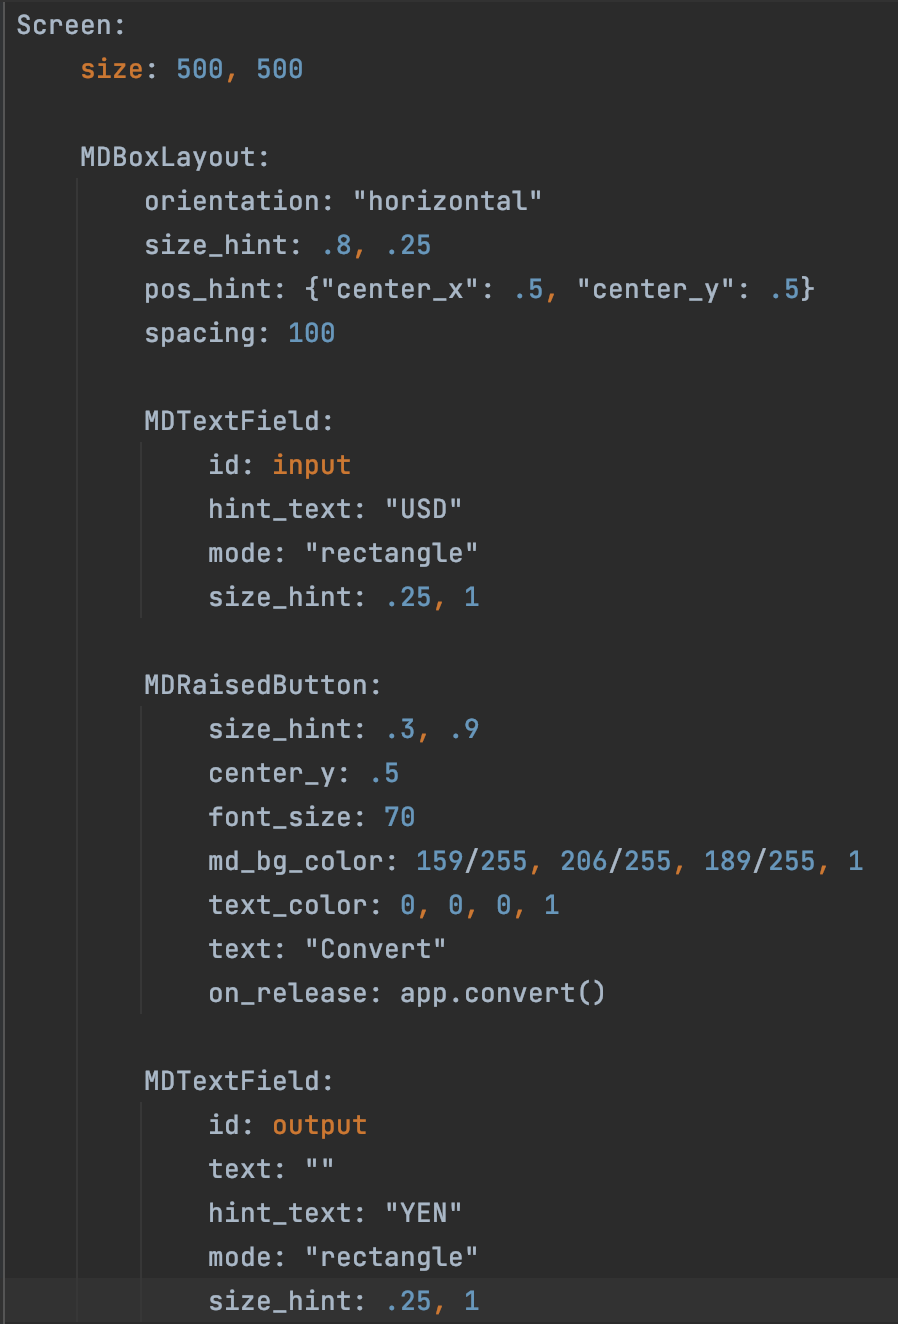 Screen:
    size: 500, 500
    MDBoxLayout:
        orientation: "horizontal"
        size_hint: .8, .25
        pos_hint: {"center_x": .5, "center_y": .5}
        spacing: 100
        MDTextField:
            id: input
            hint_text: "USD"
            mode: "rectangle"
            size_hint: .25, 1
        MDRaisedButton:
            size_hint: .3, .9
            center_y: .5
            font_size: 70
            md_bg_color: 159/255, 206/255, 189/255, 1
            text_color: 0, 0, 0, 1
            text: "Convert"
            on_release: app.convert()
        MDTextField:
            id: output
            text: ""
            hint_text: "YEN"
            mode: "rectangle"
            size_hint: .25, 1